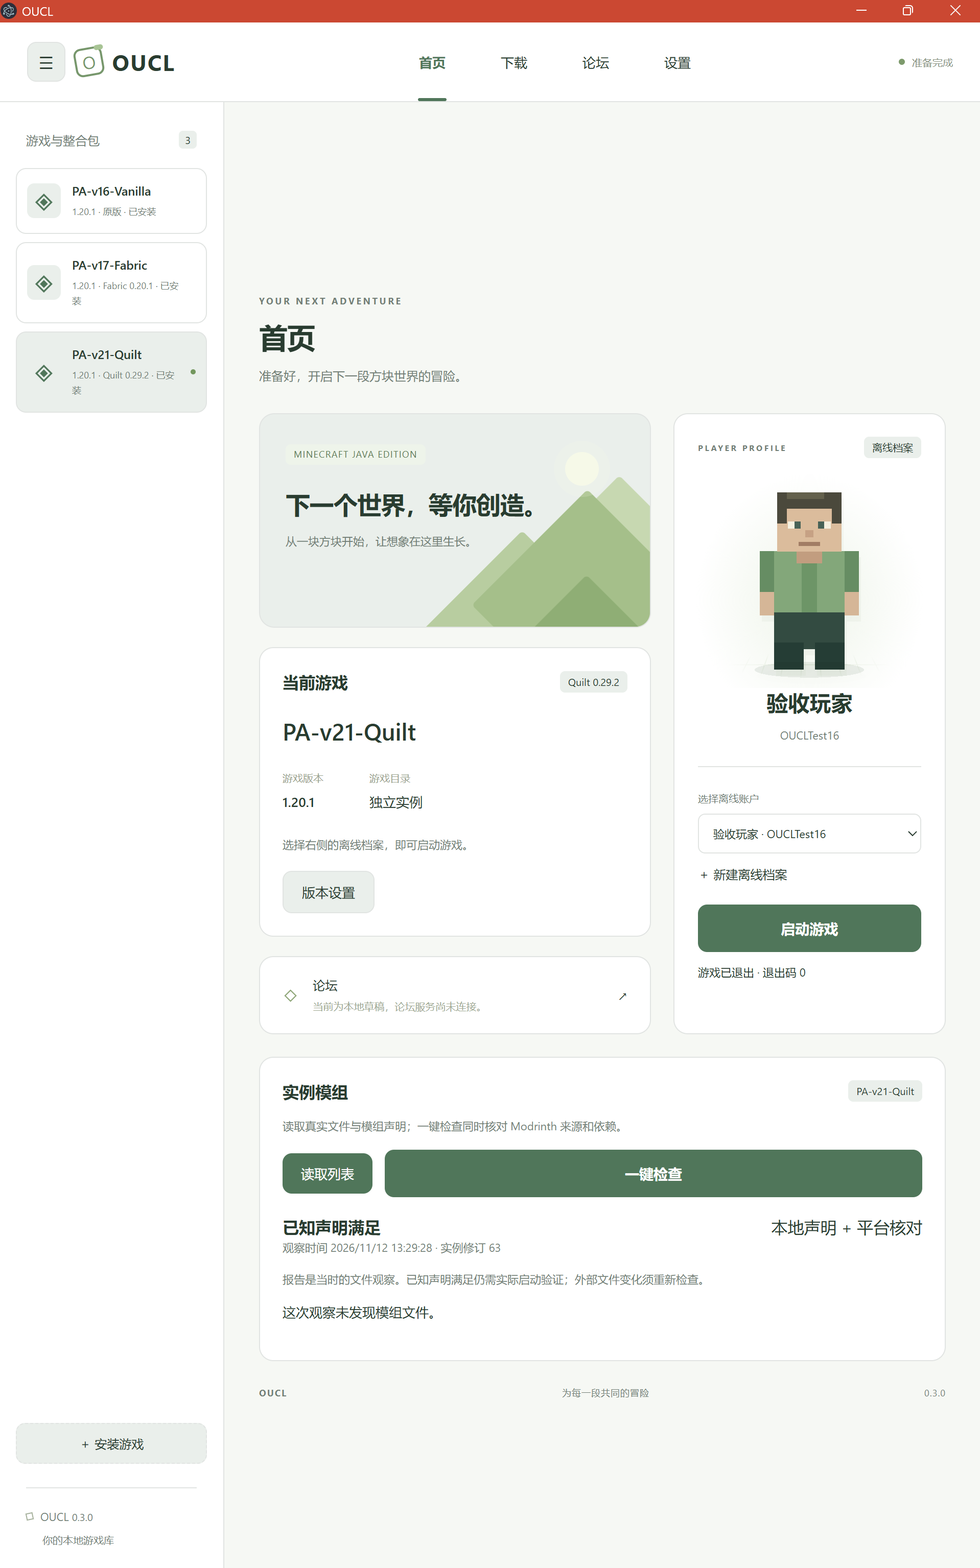 OUCL
OUCL
首页
下载
论坛
设置
准备完成
游戏与整合包
3
PA-v16-Vanilla
1.20.1 · 原版 · 已安装
PA-v17-Fabric
1.20.1 · Fabric 0.20.1 · 已安
装
PA-v21-Quilt
1.20.1 · Quilt 0.29.2 · 已安
装
YOUR NEXT ADVENTURE
首页
准备好，开启下一段方块世界的冒险。
MINECRAFT JAVA EDITION
下一个世界，等你创造。
从一块方块开始，让想象在这里生长。
当前游戏
Quilt 0.29.2
PA-v21-Quilt
游戏版本
游戏目录
1.20.1
独立实例
选择右侧的离线档案，即可启动游戏。
版本设置
论坛
当前为本地草稿，论坛服务尚未连接。
PLAYER PROFILE
离线档案
验收玩家
OUCLTest16
选择离线账户
验收玩家 · OUCLTest16
+ 新建离线档案
启动游戏
游戏已退出 · 退出码 0
实例模组
PA-v21-Quilt
读取真实文件与模组声明；一键检查同时核对 Modrinth 来源和依赖。
读取列表
一键检查
已知声明满足
本地声明 + 平台核对
观察时间 2026/11/12 13:29:28 · 实例修订 63
报告是当时的文件观察。已知声明满足仍需实际启动验证；外部文件变化须重新检查。
这次观察未发现模组文件。
OUCL
为每一段共同的冒险
0.3.0
+ 安装游戏
OUCL 0.3.0
你的本地游戏库